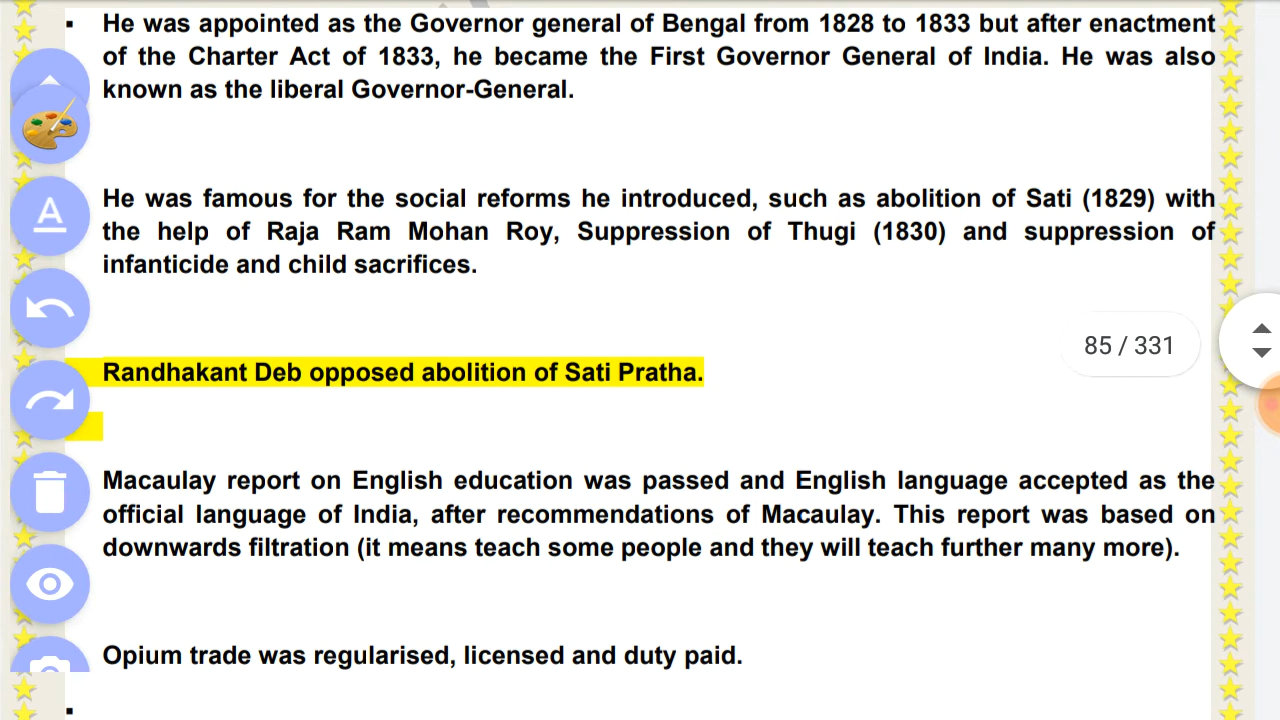 He was appointed as the Governor general of Bengal from 1828 to 1833 but after enactment
of the Charter Act of 1833, he became the First Governor General of India. He was also
known as the liberal Governor-General.
He was famous for the social reforms he introduced, such as abolition of Sati (1829) with
the help of Raja Ram Mohan Roy, Suppression of Thugi (1830) and suppression of
infanticide and child sacrifices.
85 / 331
Randhakant Deb opposed abolition of Sati Pratha.
Macaulay report on English education was passed and English language accepted as the
official language of India, after recommendations of Macaulay. This report was based on
downwards filtration (it means teach some people and they will teach further many more).
Opium trade was regularised, licensed and duty paid.